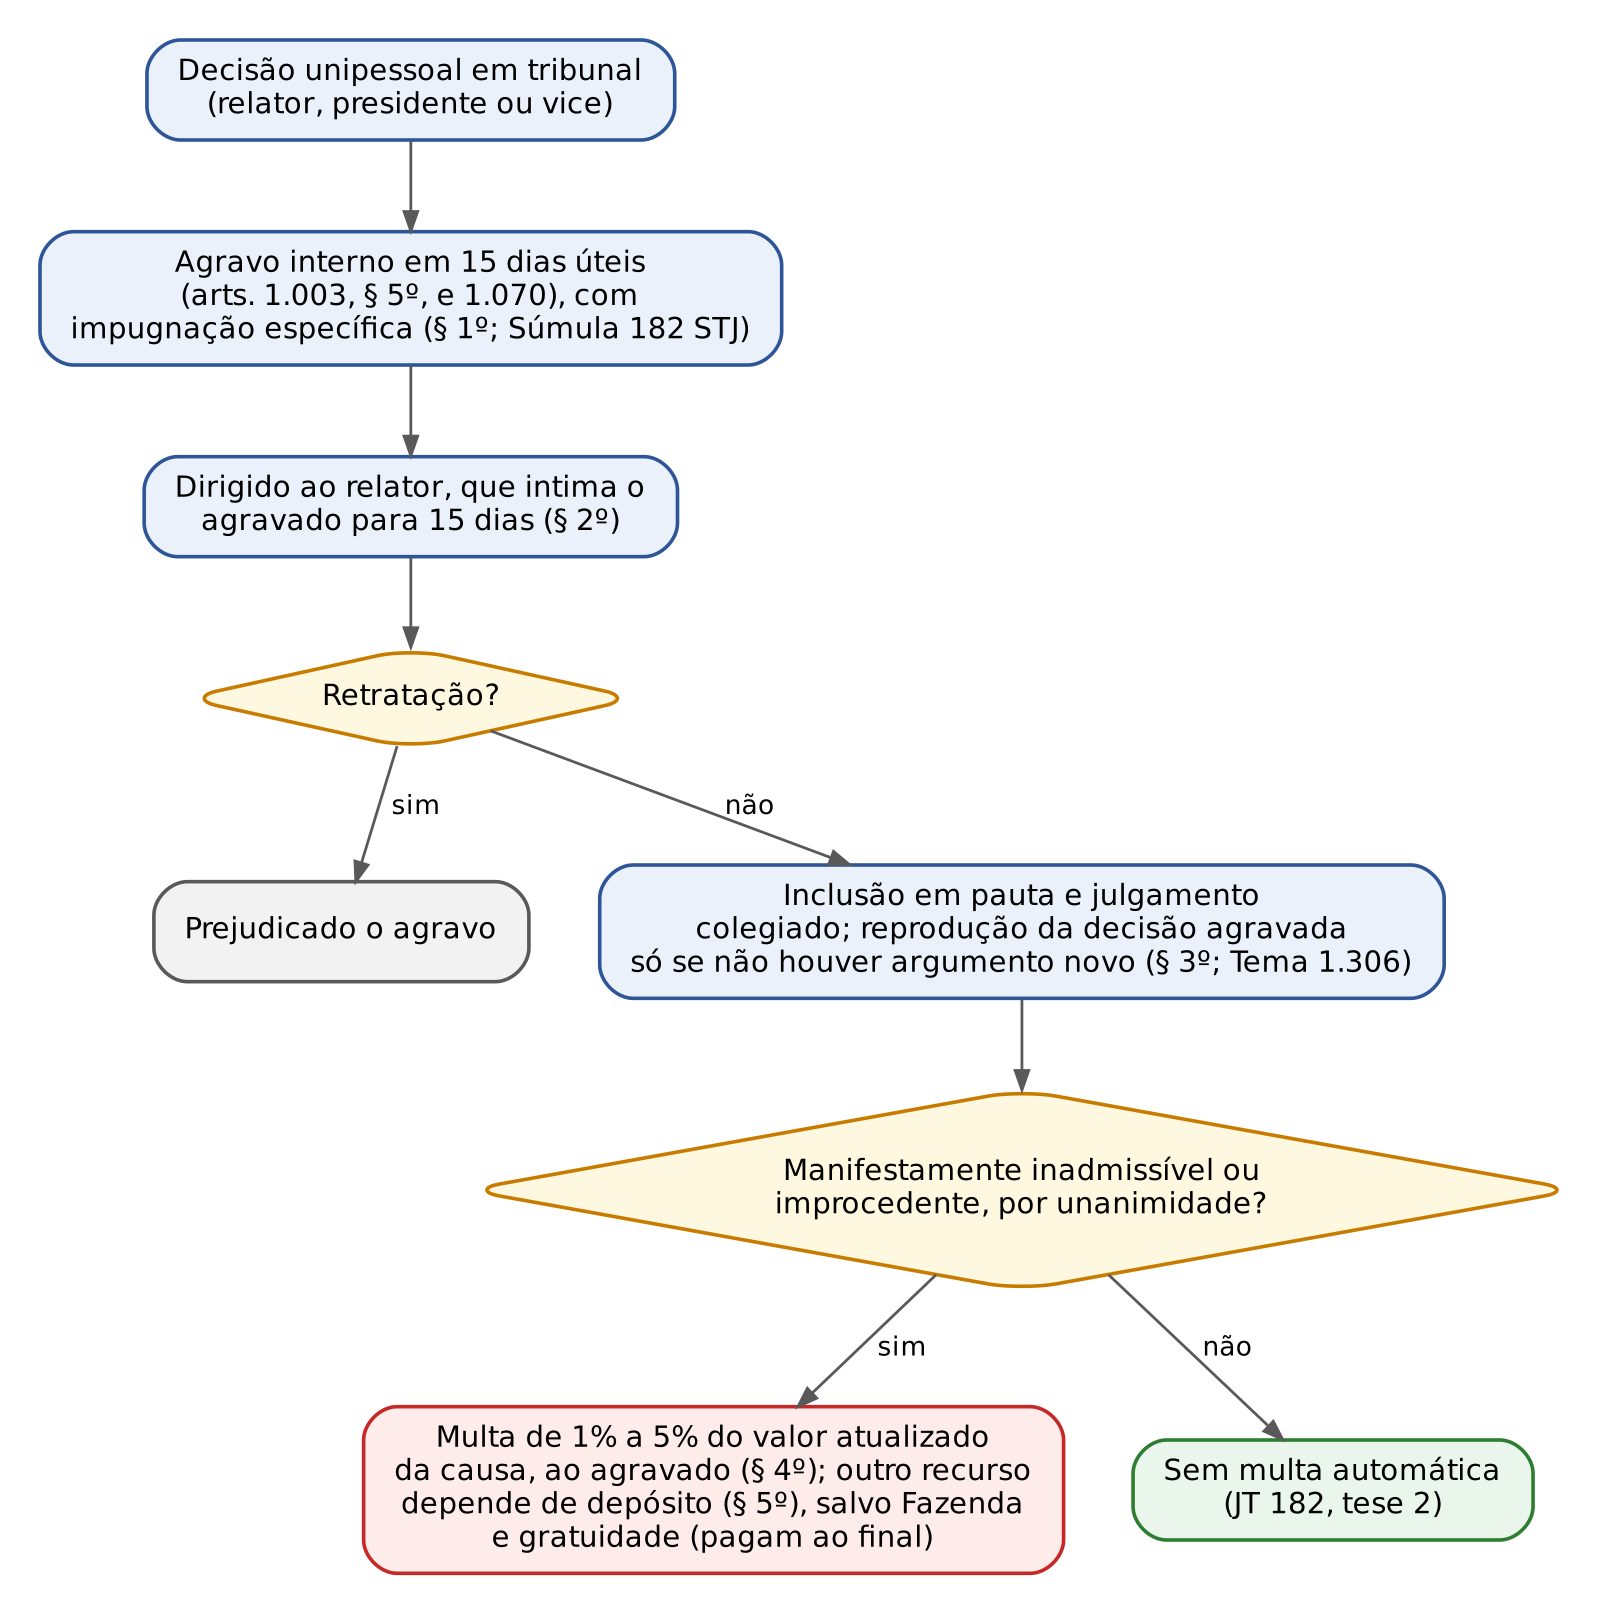 Decisão unipessoal em tribunal
(relator, presidente ou vice)
Agravo interno em 15 dias úteis
(arts. 1.003, § 5º, e 1.070), com
impugnação específica (§ 1º; Súmula 182 STJ)
Dirigido ao relator, que intima o
agravado para 15 dias (§ 2º)
Retratação?
sim
não
Prejudicado o agravo
Inclusão em pauta e julgamento
colegiado; reprodução da decisão agravada
só se não houver argumento novo (§ 3º; Tema 1.306)
Manifestamente inadmissível ou
improcedente, por unanimidade?
sim
não
Multa de 1% a 5% do valor atualizado
da causa, ao agravado (§ 4º); outro recurso
depende de depósito (§ 5º), salvo Fazenda
e gratuidade (pagam ao final)
Sem multa automática
(JT 182, tese 2)